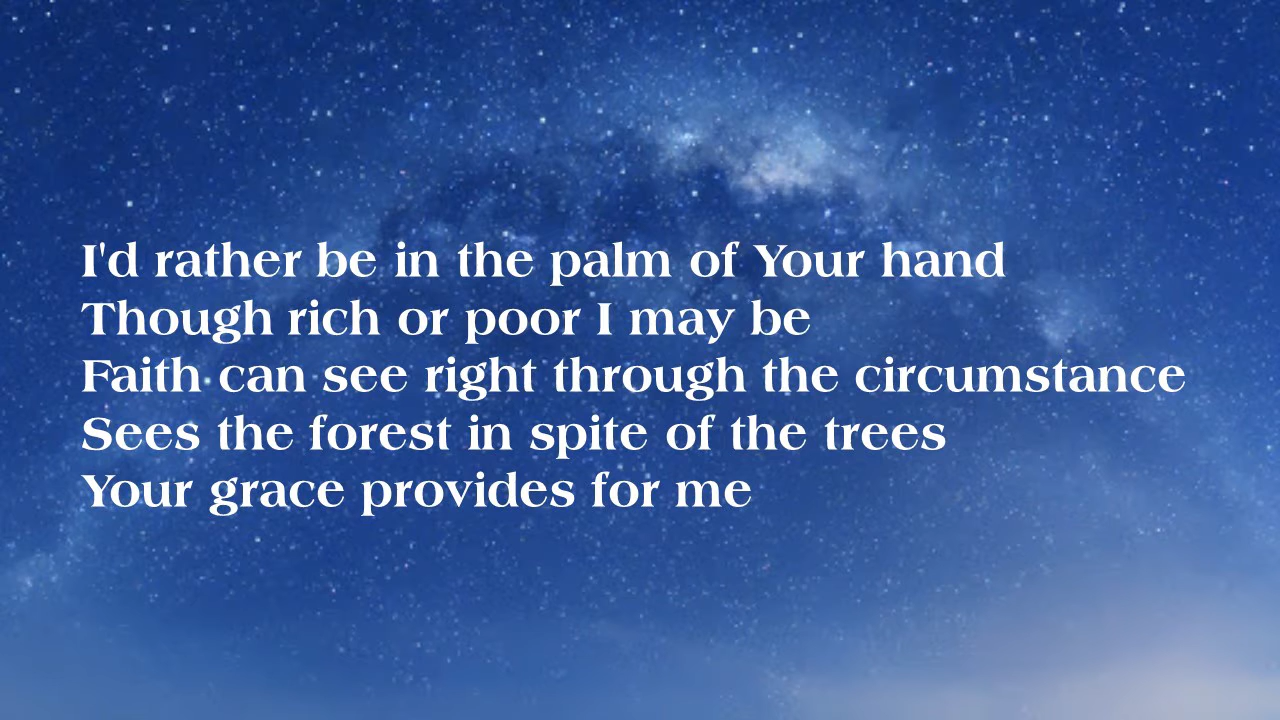 I'd rather be in the palm of Your hand
Though rich or poor I may be
Faith can see right through the circumstance
Sees the forest in spite of the trees
Your grace provides for me